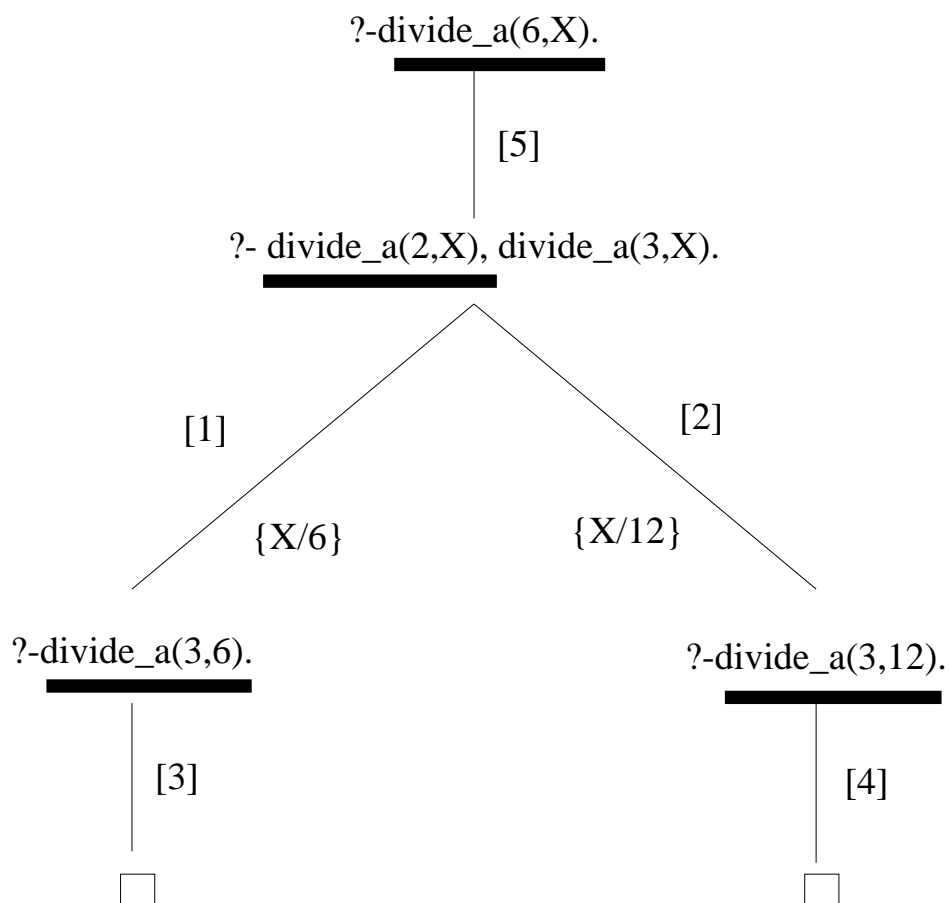 ?-divide_a(6,X).
[5]
?- divide_a(2,X), divide_a(3,X).
[1]
[2]
{X/6}
{X/12}
?-divide_a(3,6).
?-divide_a(3,12).
[3]
[4]